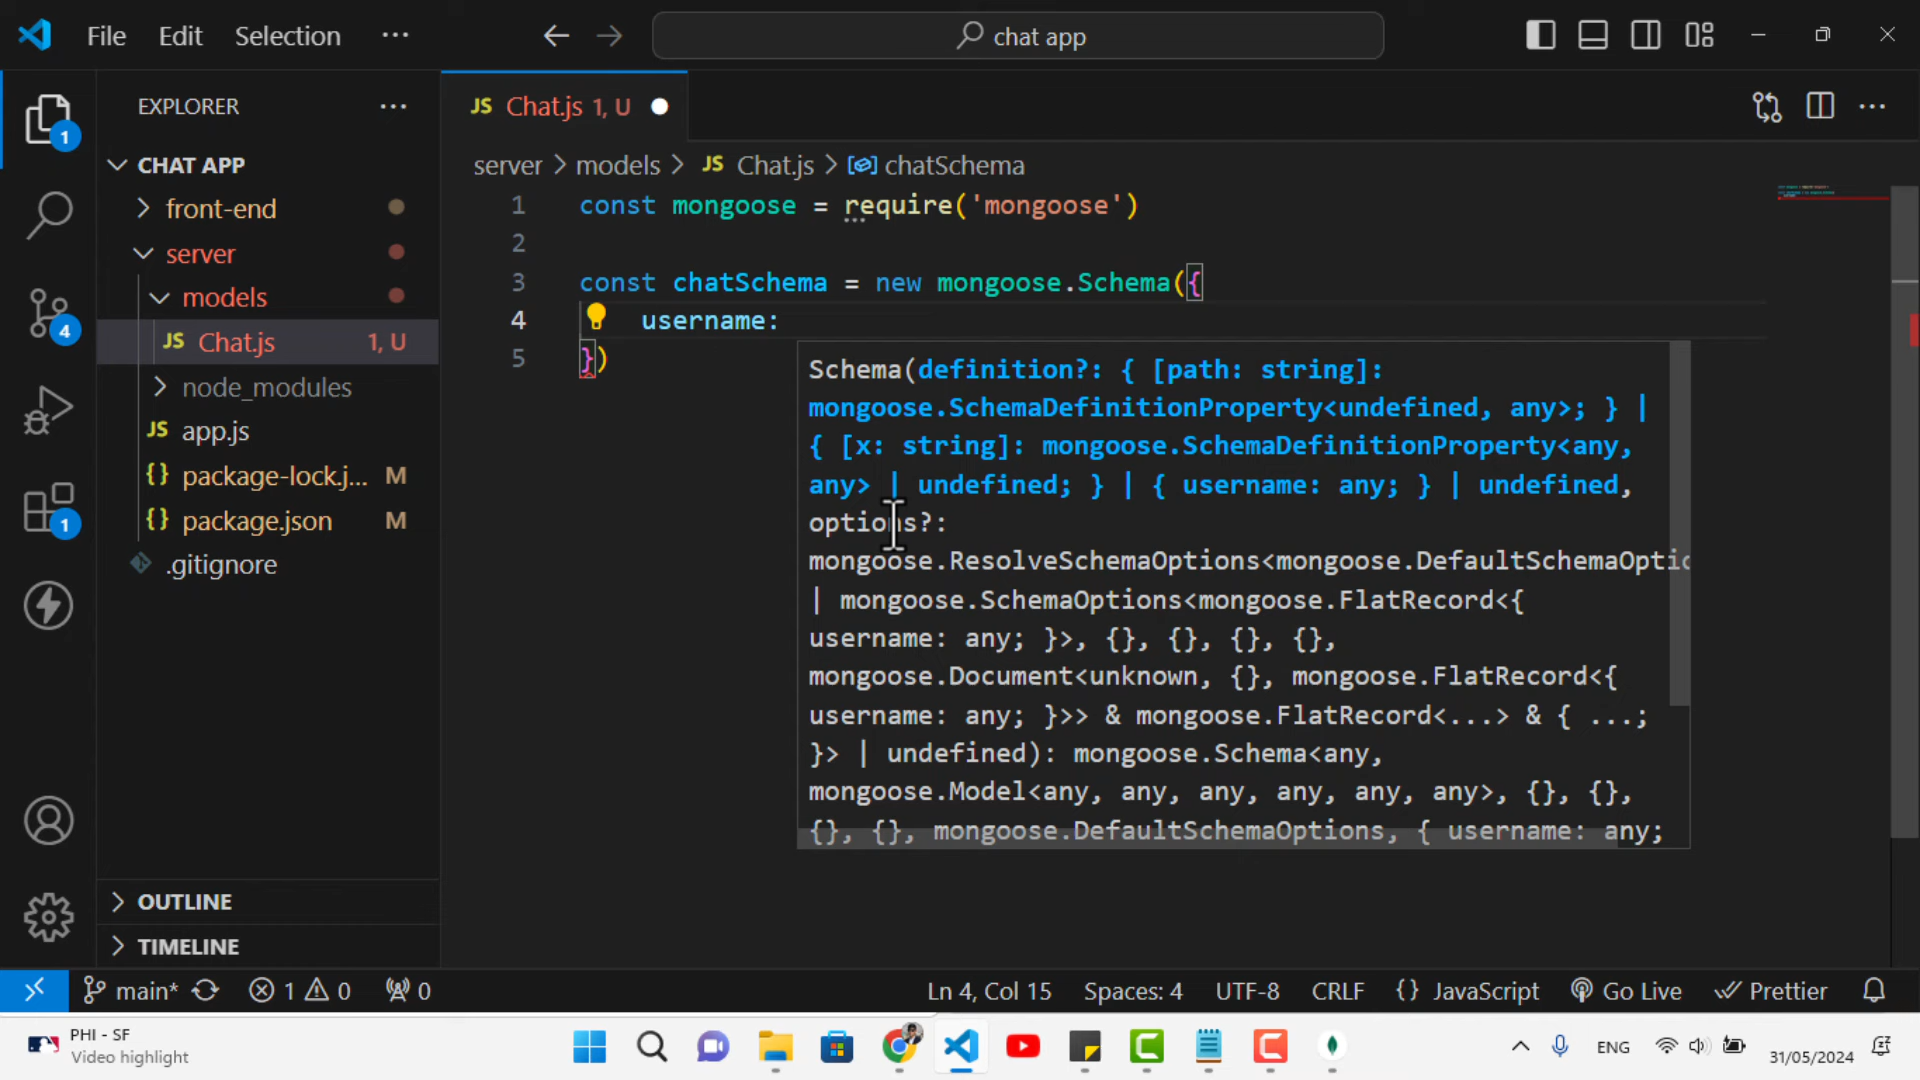 File Edit Selection ···
chat app
EXPLORER ···
1
CHAT APP
front-end
server
models
JS Chat.js 1, U
node_modules
JS app.js
{} package-lock.j... M
{} package.json M
.gitignore
4
1
OUTLINE
TIMELINE
JS Chat.js 1, U
server > models > JS Chat.js > chatSchema
1 const mongoose = require('mongoose')
2
3 const chatSchema = new mongoose.Schema({
4 username:
5 })
Schema(definition?: { [path: string]:
mongoose.SchemaDefinitionProperty<undefined, any>; } |
{ [x: string]: mongoose.SchemaDefinitionProperty<any,
any> | undefined; } | { username: any; } | undefined,
options?:
mongoose.ResolveSchemaOptions<mongoose.DefaultSchemaOptio
| mongoose.SchemaOptions<mongoose.FlatRecord<{
username: any; }>, {}, {}, {}, {},
mongoose.Document<unknown, {}, mongoose.FlatRecord<{
username: any; }>> & mongoose.FlatRecord<...> & { ...;
}> | undefined): mongoose.Schema<any,
mongoose.Model<any, any, any, any, any, any>, {}, {},
{}, {}, mongoose.DefaultSchemaOptions, { username: any;
main* 1 0 0
Ln 4, Col 15 Spaces: 4 UTF-8 CRLF {} JavaScript Go Live Prettier
PHI - SF
Video highlight
ENG
31/05/2024